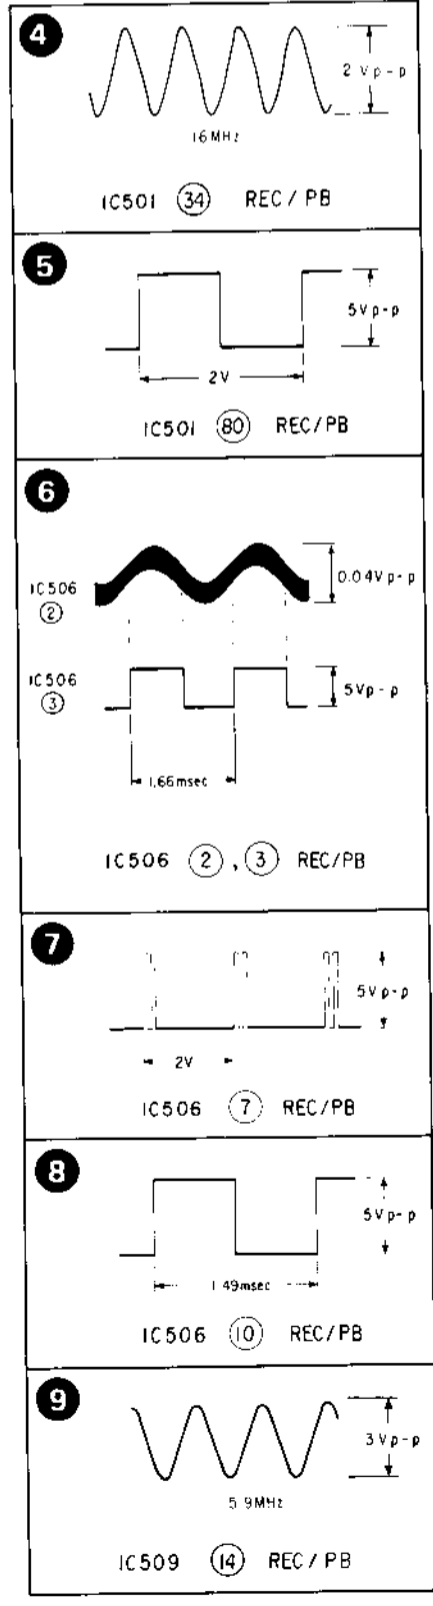 4
2 Vp-p
16MHz
IC501 34 REC / PB
5
5Vp-p
2V
IC501 80 REC/PB
6
IC506
2
0.04Vp-p
IC506
3
5Vp-p
1.66msec
IC506 2 , 3 REC/PB
7
5Vp-p
2V
IC506 7 REC/PB
8
5Vp-p
1.49msec
IC506 10 REC/PB
9
3Vp-p
5.9MHz
IC509 14 REC / PB